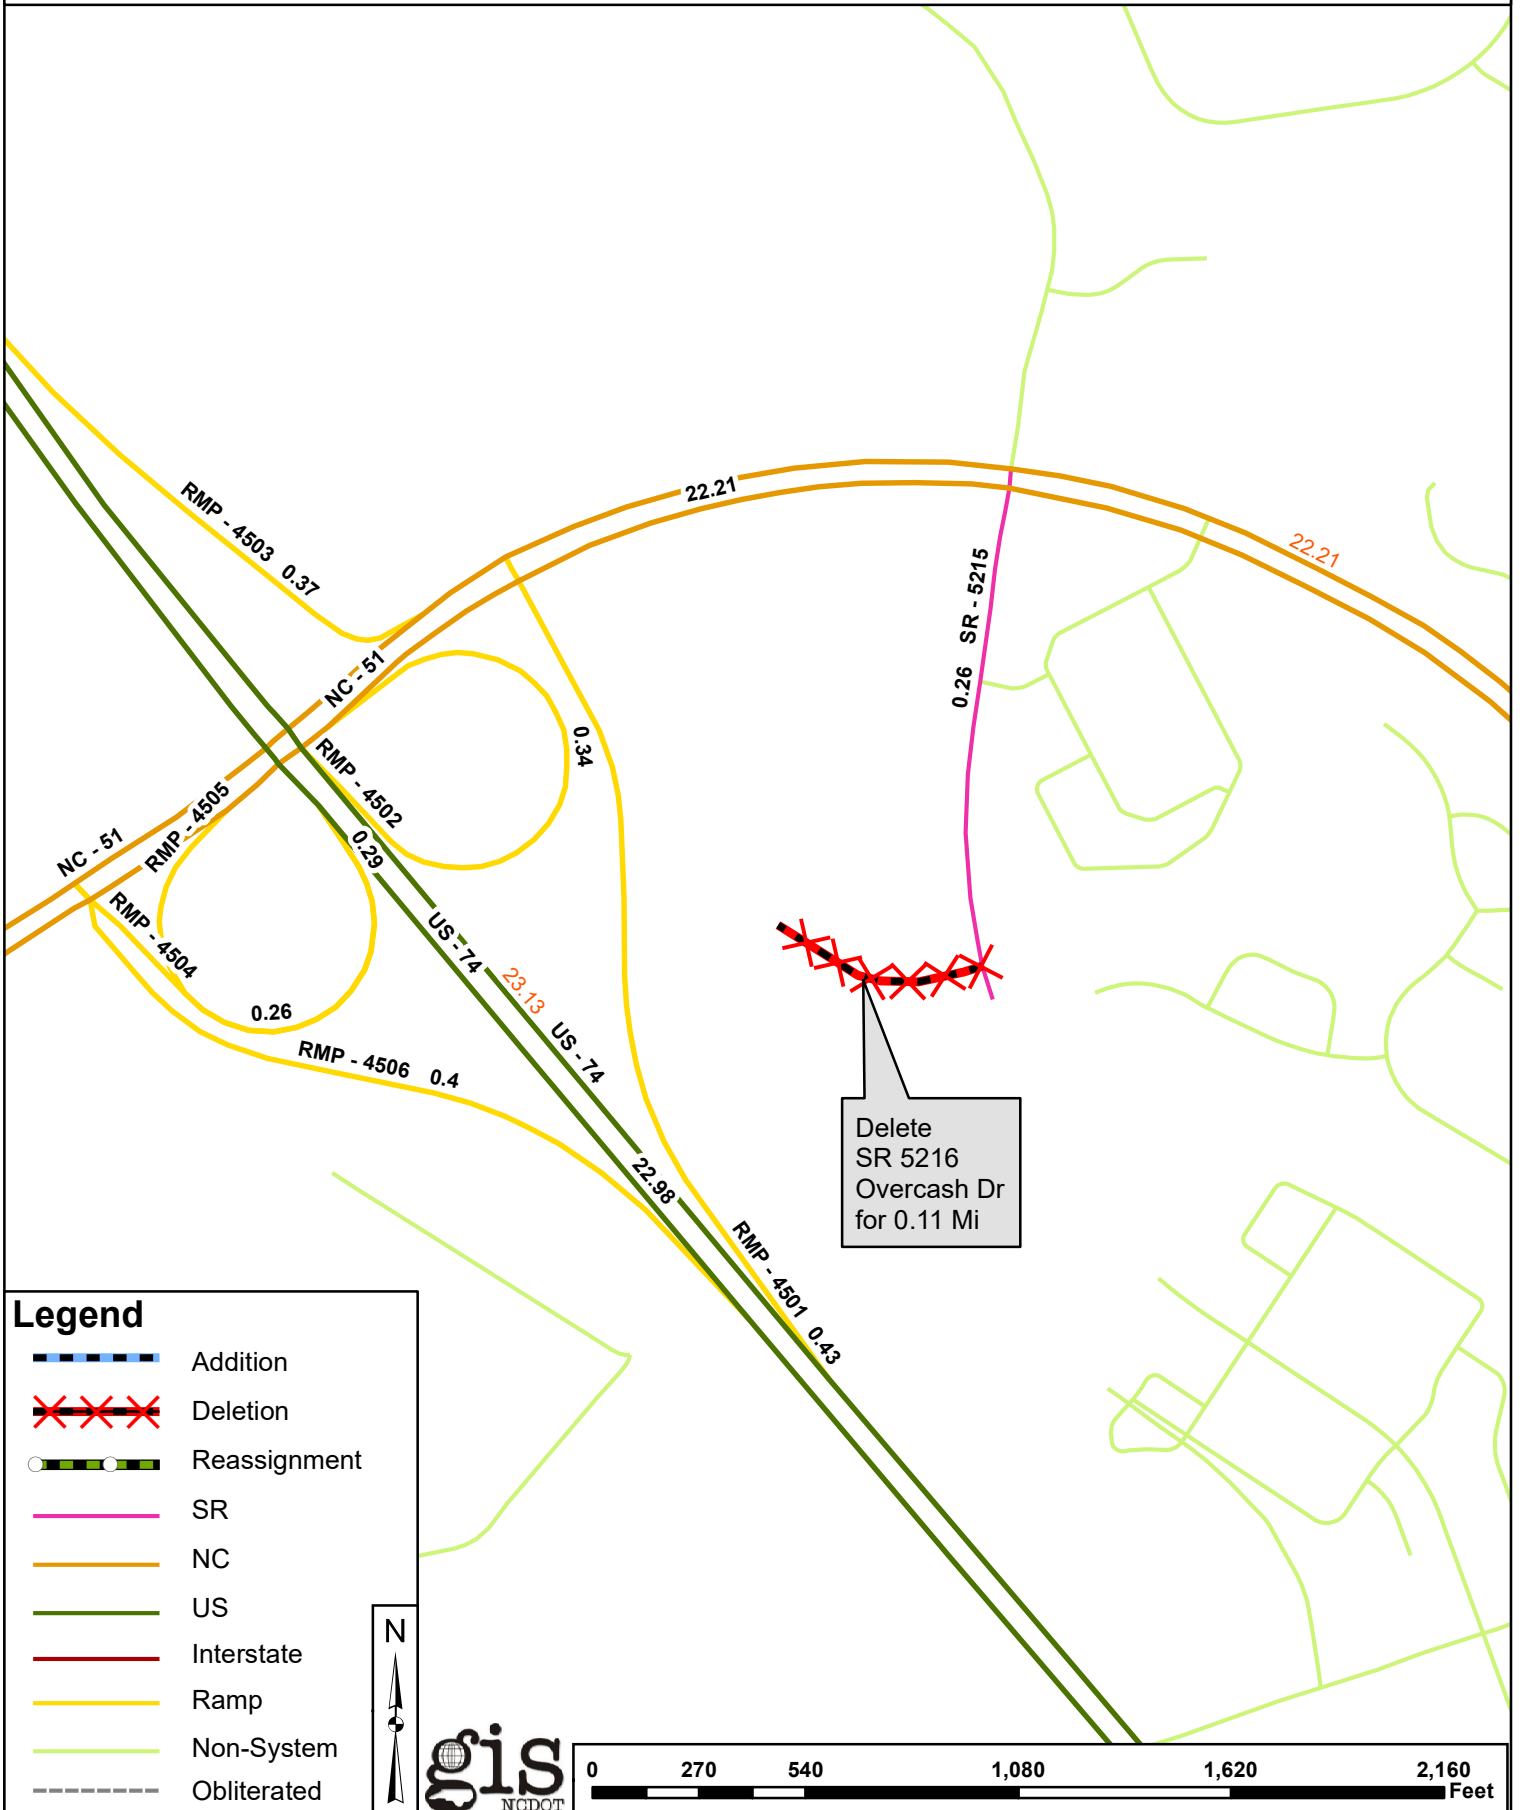 22.21
22.21
RMP - 4503 0.37
SR - 5215
0.26
NC - 51
0.34
RMP - 4502
RMP - 4505
NC - 51
0.29
RMP - 4504
US - 74
23.13
0.26
US - 74
RMP - 4506 0.4
Delete
SR 5216
Overcash Dr
for 0.11 Mi
22.98
RMP - 4501 0.43
Legend
Addition
Deletion
Reassignment
SR
NC
US
Interstate
Ramp
Non-System
Obliterated
N
gis
NCDOT
0 270 540 1,080 1,620 2,160
Feet